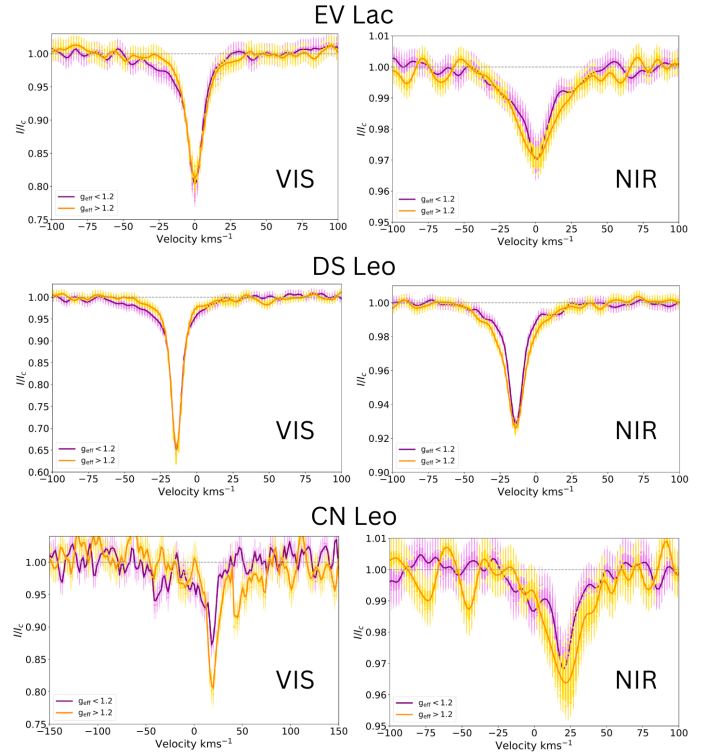 EV Lac
1.00
0.95
0.90
0.85
0.80
0.75
I/I_c
g_eff < 1.2
g_eff > 1.2
VIS
−100 −75 −50 −25 0 25 50 75 100
Velocity kms⁻¹
1.01
1.00
0.99
0.98
0.97
0.96
0.95
I/I_c
g_eff < 1.2
g_eff > 1.2
NIR
−100 −75 −50 −25 0 25 50 75 100
Velocity kms⁻¹
DS Leo
1.00
0.95
0.90
0.85
0.80
0.75
0.70
0.65
0.60
I/I_c
g_eff < 1.2
g_eff > 1.2
VIS
−100 −75 −50 −25 0 25 50 75 100
Velocity kms⁻¹
1.00
0.98
0.96
0.94
0.92
0.90
I/I_c
g_eff < 1.2
g_eff > 1.2
NIR
−100 −75 −50 −25 0 25 50 75 100
Velocity kms⁻¹
CN Leo
1.00
0.95
0.90
0.85
0.80
0.75
I/I_c
g_eff < 1.2
g_eff > 1.2
VIS
−150 −100 −50 0 50 100 150
Velocity kms⁻¹
1.01
1.00
0.99
0.98
0.97
0.96
0.95
I/I_c
g_eff < 1.2
g_eff > 1.2
NIR
−100 −75 −50 −25 0 25 50 75 100
Velocity kms⁻¹